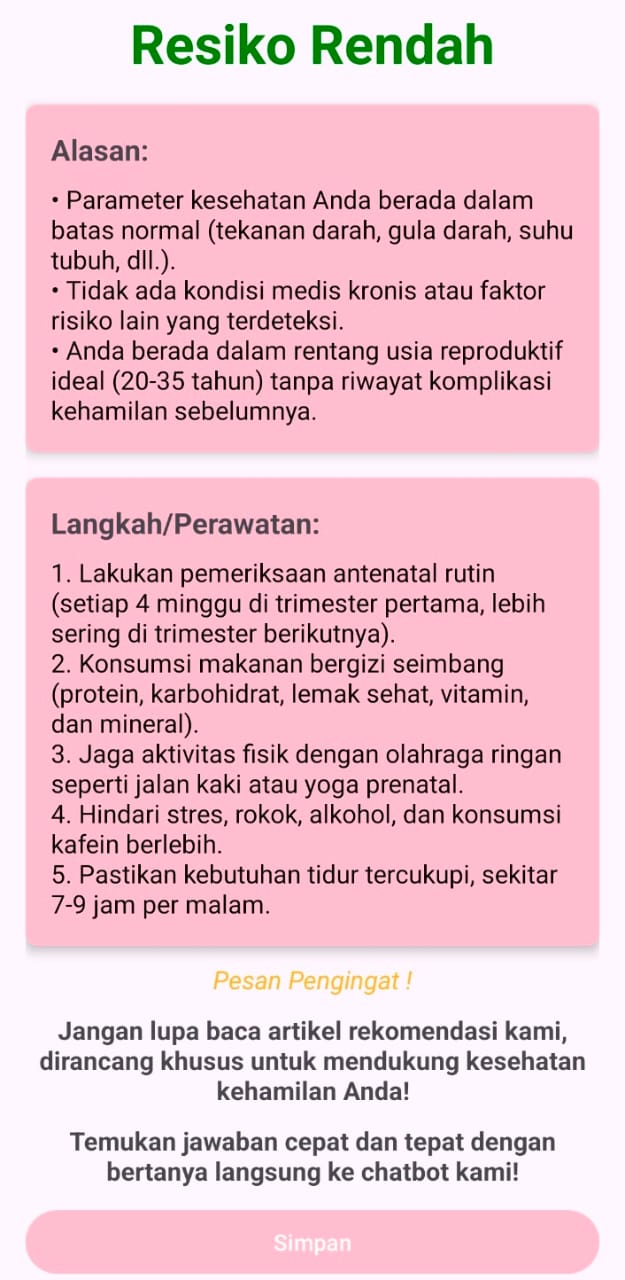 Resiko Rendah
Alasan:
• Parameter kesehatan Anda berada dalam
batas normal (tekanan darah, gula darah, suhu
tubuh, dll.).
• Tidak ada kondisi medis kronis atau faktor
risiko lain yang terdeteksi.
• Anda berada dalam rentang usia reproduktif
ideal (20-35 tahun) tanpa riwayat komplikasi
kehamilan sebelumnya.
Langkah/Perawatan:
1. Lakukan pemeriksaan antenatal rutin
(setiap 4 minggu di trimester pertama, lebih
sering di trimester berikutnya).
2. Konsumsi makanan bergizi seimbang
(protein, karbohidrat, lemak sehat, vitamin,
dan mineral).
3. Jaga aktivitas fisik dengan olahraga ringan
seperti jalan kaki atau yoga prenatal.
4. Hindari stres, rokok, alkohol, dan konsumsi
kafein berlebih.
5. Pastikan kebutuhan tidur tercukupi, sekitar
7-9 jam per malam.
Pesan Pengingat !
Jangan lupa baca artikel rekomendasi kami,
dirancang khusus untuk mendukung kesehatan
kehamilan Anda!
Temukan jawaban cepat dan tepat dengan
bertanya langsung ke chatbot kami!
Simpan